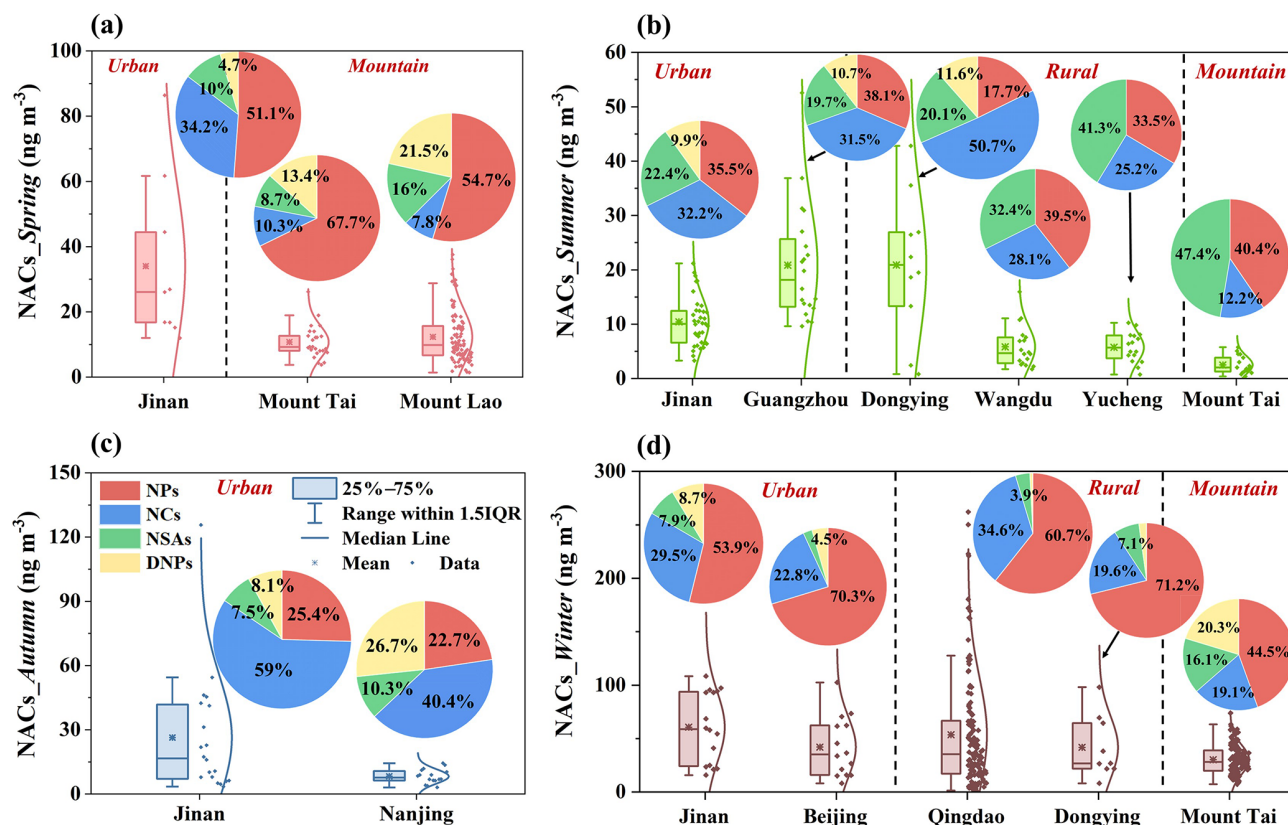 (a)
NACs_Spring (ng m⁻³)
100
80
60
40
20
0
Urban
Mountain
4.7%
10%
51.1%
34.2%
13.4%
8.7%
10.3%
67.7%
21.5%
16%
54.7%
7.8%
Jinan
Mount Tai
Mount Lao
(b)
NACs_Summer (ng m⁻³)
60
50
40
30
20
10
0
Urban
Rural
Mountain
9.9%
22.4%
35.5%
32.2%
10.7%
19.7%
38.1%
31.5%
11.6%
17.7%
20.1%
50.7%
32.4%
39.5%
28.1%
41.3%
33.5%
25.2%
47.4%
40.4%
12.2%
Jinan
Guangzhou
Dongying
Wangdu
Yucheng
Mount Tai
(c)
NACs_Autumn (ng m⁻³)
150
120
90
60
30
0
NPs
NCs
NSAs
DNPs
Urban
25%–75%
Range within 1.5IQR
Median Line
Mean
Data
8.1%
7.5%
25.4%
59%
26.7%
22.7%
10.3%
40.4%
Jinan
Nanjing
(d)
NACs_Winter (ng m⁻³)
300
200
100
0
Urban
Rural
Mountain
8.7%
7.9%
29.5%
53.9%
4.5%
22.8%
70.3%
3.9%
34.6%
60.7%
7.1%
19.6%
71.2%
20.3%
44.5%
16.1%
19.1%
Jinan
Beijing
Qingdao
Dongying
Mount Tai